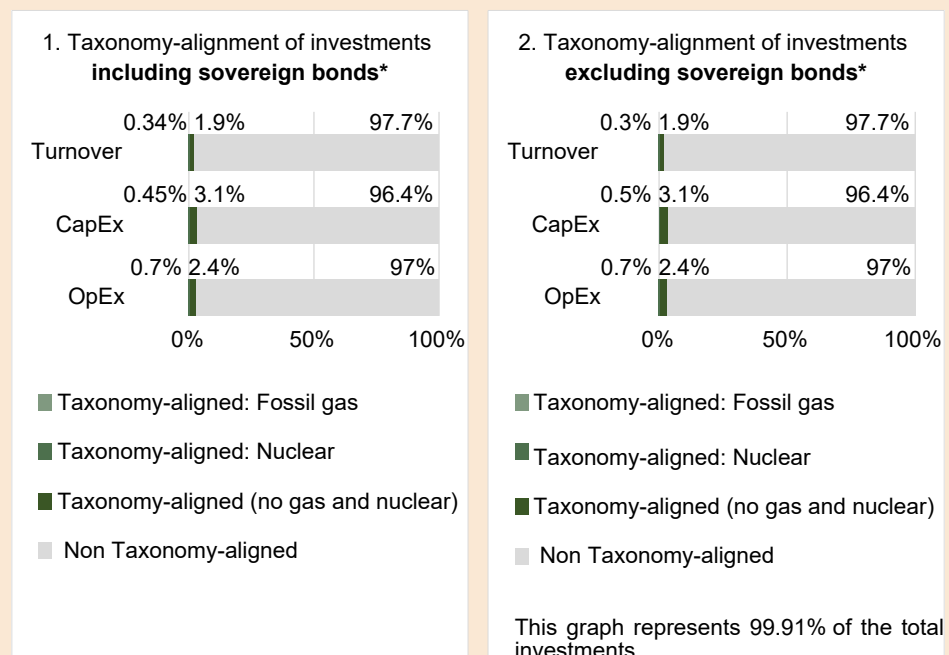 1. Taxonomy-alignment of investments
including sovereign bonds*
0.34% 1.9% 97.7%
Turnover
0.45% 3.1% 96.4%
CapEx
0.7% 2.4% 97%
OpEx
0% 50% 100%
Taxonomy-aligned: Fossil gas
Taxonomy-aligned: Nuclear
Taxonomy-aligned (no gas and nuclear)
Non Taxonomy-aligned
2. Taxonomy-alignment of investments
excluding sovereign bonds*
0.3% 1.9% 97.7%
Turnover
0.5% 3.1% 96.4%
CapEx
0.7% 2.4% 97%
OpEx
0% 50% 100%
Taxonomy-aligned: Fossil gas
Taxonomy-aligned: Nuclear
Taxonomy-aligned (no gas and nuclear)
Non Taxonomy-aligned
This graph represents 99.91% of the total
investments